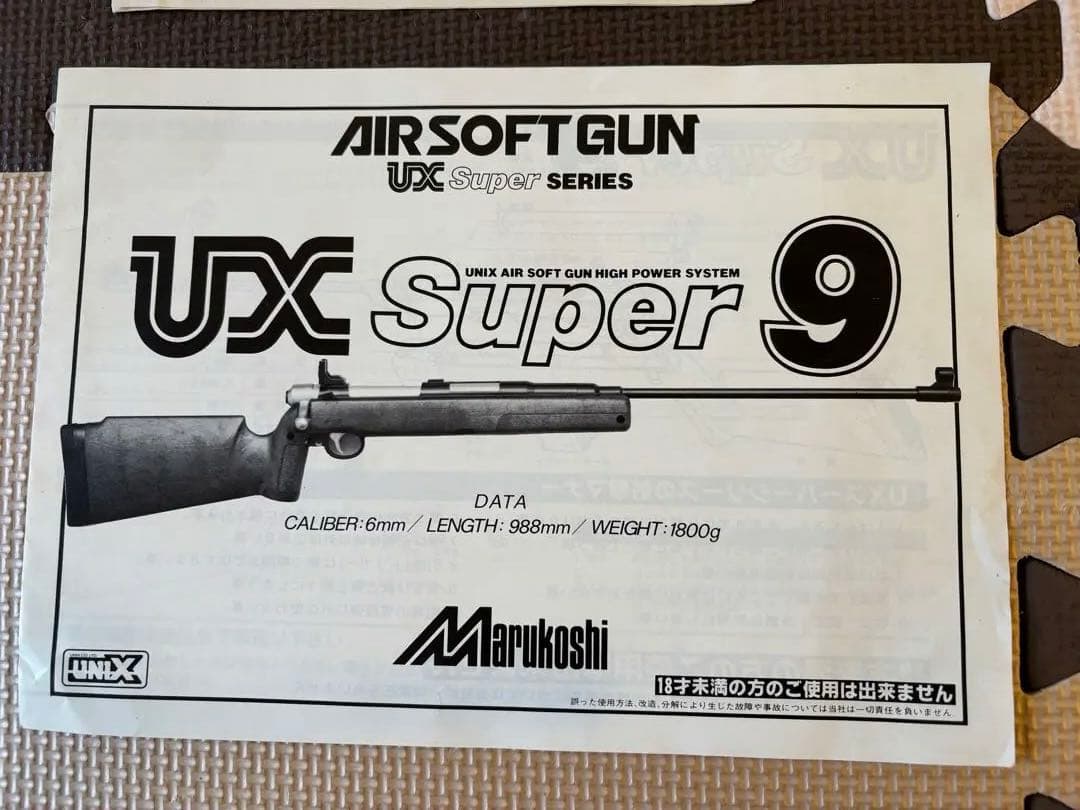 AIRSOFT GUN
UX Super SERIES
UNIX AIR SOFT GUN HIGH POWER SYSTEM
UX Super 9
DATA
CALIBER:6mm／LENGTH:988mm／WEIGHT:1800g
Marukoshi
UNIX
18才未満の方のご使用は出来ません
誤った使用方法、改造、分解により生じた故障や事故については当社は一切責任を負いません